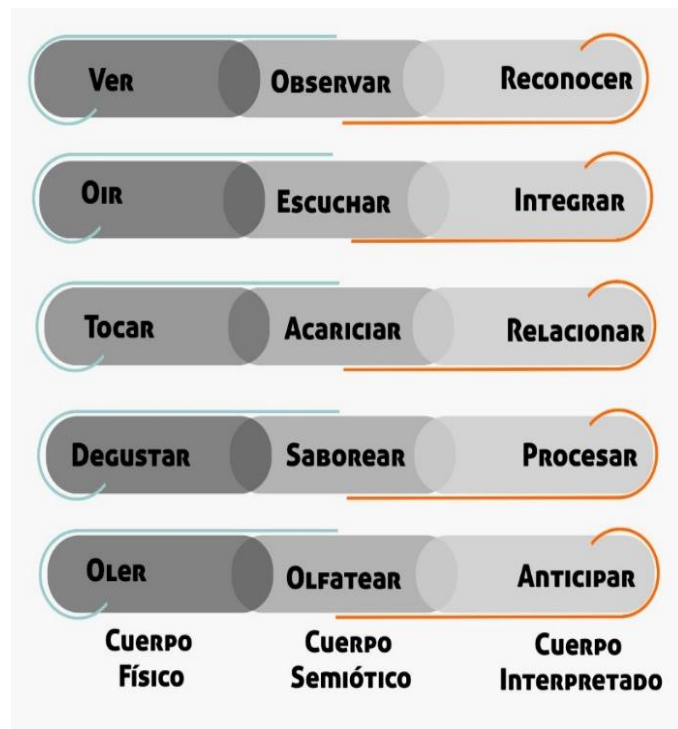 Ver
Observar
Reconocer
Oir
Escuchar
Integrar
Tocar
Acariciar
Relacionar
Degustar
Saborear
Procesar
Oler
Olfatear
Anticipar
Cuerpo
Físico
Cuerpo
Semiótico
Cuerpo
Interpretado